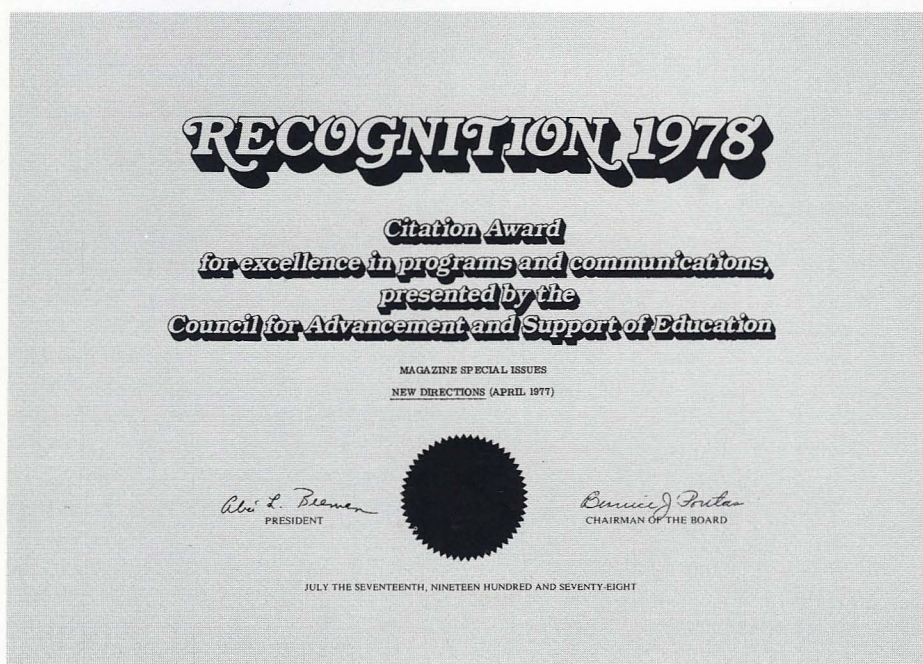 RECOGNITION 1978
Citation Award
for excellence in programs and communications,
presented by the
Council for Advancement and Support of Education
MAGAZINE SPECIAL ISSUES
NEW DIRECTIONS (APRIL 1977)
L.
PRESIDENT
J
CHAIRMAN OF THE BOARD
JULY THE SEVENTEENTH, NINETEEN HUNDRED AND SEVENTY-EIGHT